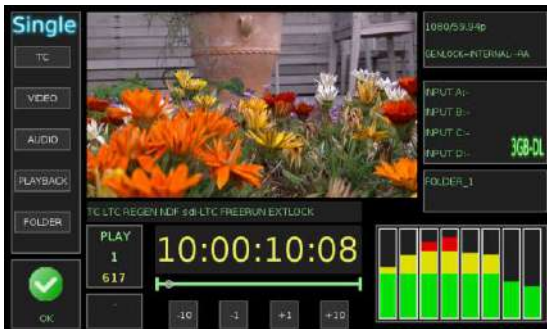 Single
TC
VIDEO
AUDIO
PLAYBACK
FOLDER
OK
1080/59.94p
GENLOCK-INTERNAL:-RA
INPUT A:-
INPUT B:-
INPUT C:-
INPUT D:-
3GB-DL
FOLDER_1
TC LTC REGEN NDF sdi-LTC FREERUN EXTLOCK
PLAY
1
617
10:00:10:08
-10
-1
+1
+10